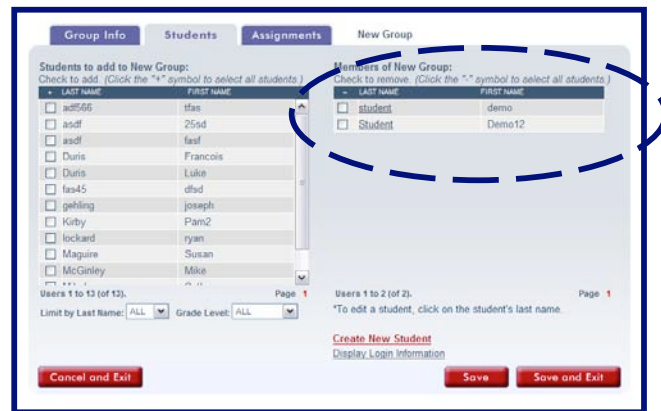 Group Info Students Assignments New Group
Students to add to New Group:
Check to add. (Click the "+" symbol to select all students.)
+ LAST NAME FIRST NAME
adf566 tfas
asdf 25sd
asdf fasf
Duris Francois
Duris Luke
fas45 dfsd
gehling joseph
Kirby Pam2
lockard ryan
Maguire Susan
McGinley Mike
Users 1 to 13 (of 13). Page 1
Limit by Last Name: ALL Grade Level: ALL
Members of New Group:
Check to remove. (Click the "-" symbol to select all students.)
- LAST NAME FIRST NAME
student demo
Student Demo12
Users 1 to 2 (of 2). Page 1
*To edit a student, click on the student's last name.
Create New Student
Display Login Information
Cancel and Exit Save Save and Exit